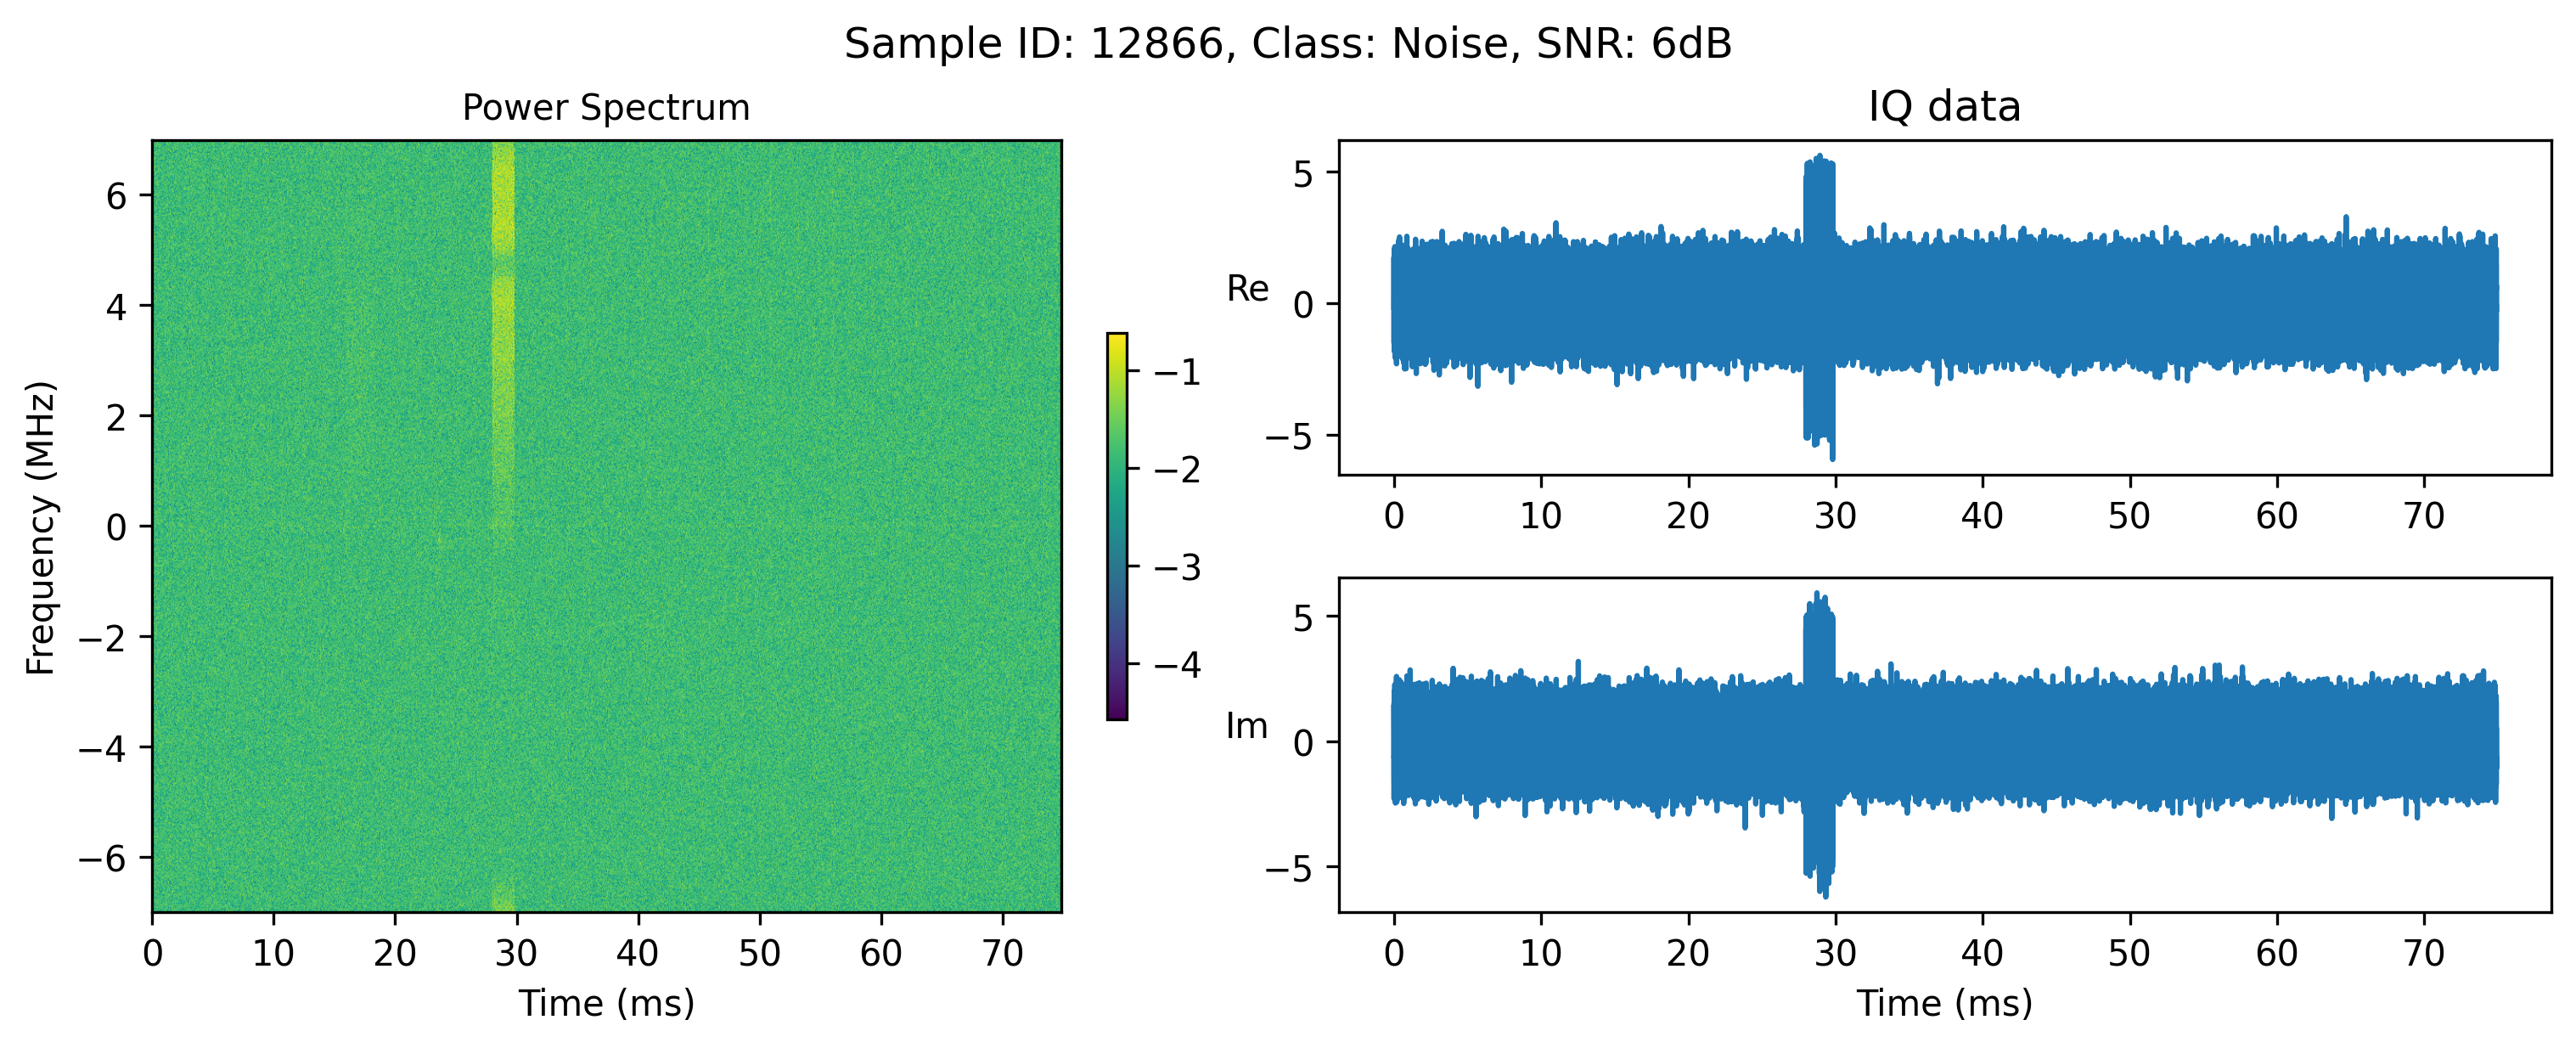 Sample ID: 12866, Class: Noise, SNR: 6dB
Power Spectrum
Frequency (MHz)
6
4
2
0
−2
−4
−6
0 10 20 30 40 50 60 70
Time (ms)
−1
−2
−3
−4
IQ data
Re
5
0
−5
0 10 20 30 40 50 60 70
Im
5
0
−5
0 10 20 30 40 50 60 70
Time (ms)